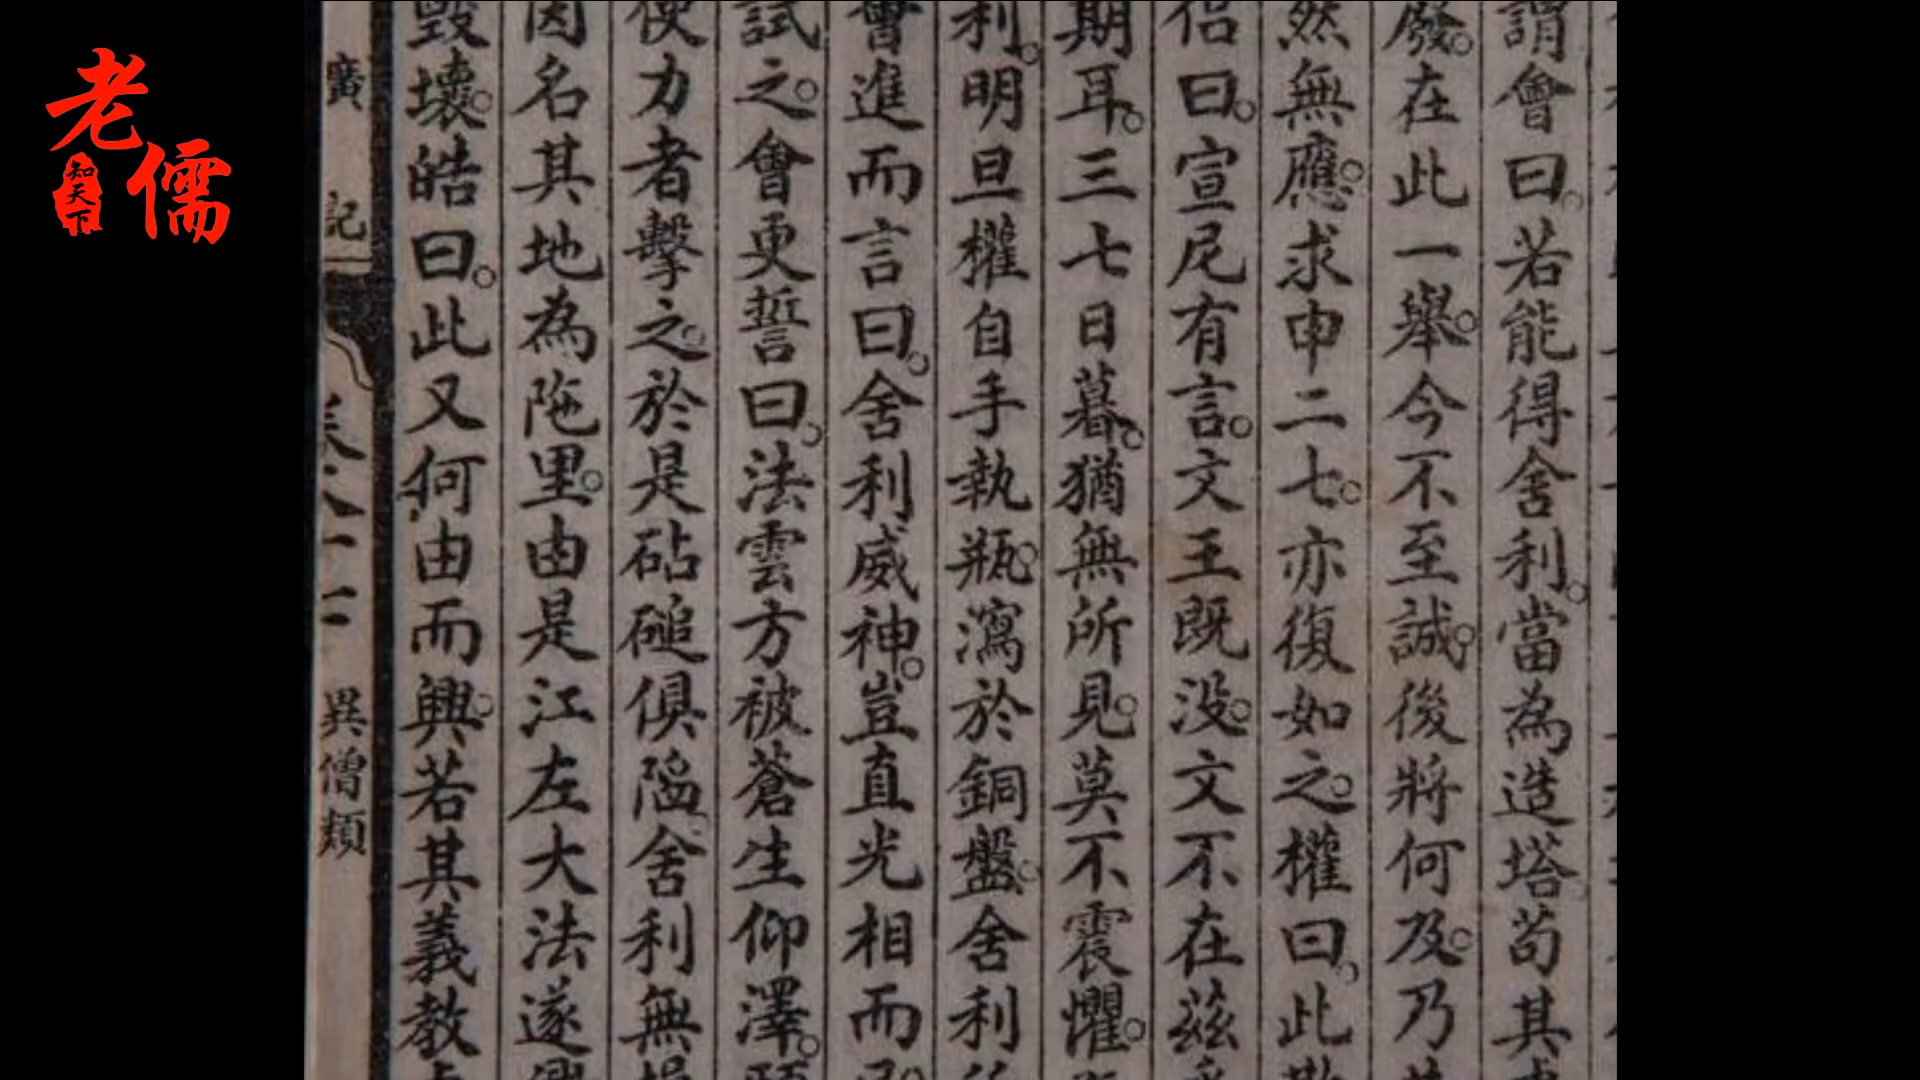 老儒
知天下
謂會曰若能得舍利當為造塔苟其
廢在此一舉今不至誠後將何及乃
然無應求申二七亦復如之權曰此
侶曰宣尼有言文王既没文不在茲
期耳三七日暮猶無所見莫不震懼
利明旦權自手執瓶瀉於銅盤舍利
會進而言曰舍利威神豈直光相而
試之會更誓曰法雲方被蒼生仰澤
使力者擊之於是砧磓俱陷舍利無
因名其地為陁里由是江左大法遂
毀壞皓曰此又何由而興若其義教
廣記
異僧類